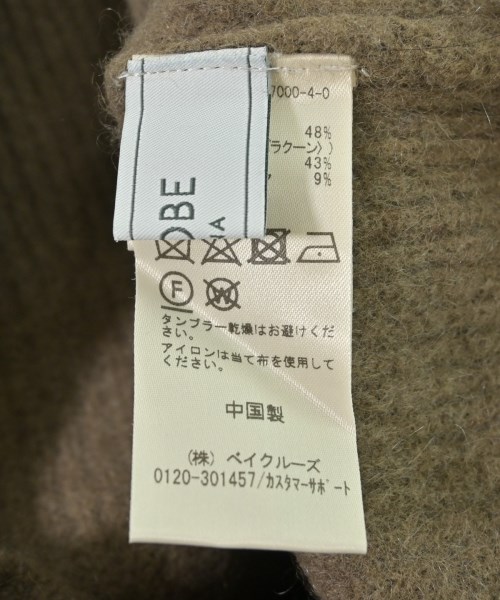 7000-4-0
48%
ラクーン〉)
43%
ア 9%
OBE
IA
F
W
タンブラー乾燥はお避けくだ
さい。
アイロンは当て布を使用して
ください。
中国製
(株) ベイクルーズ
0120-301457/カスタマーサポート